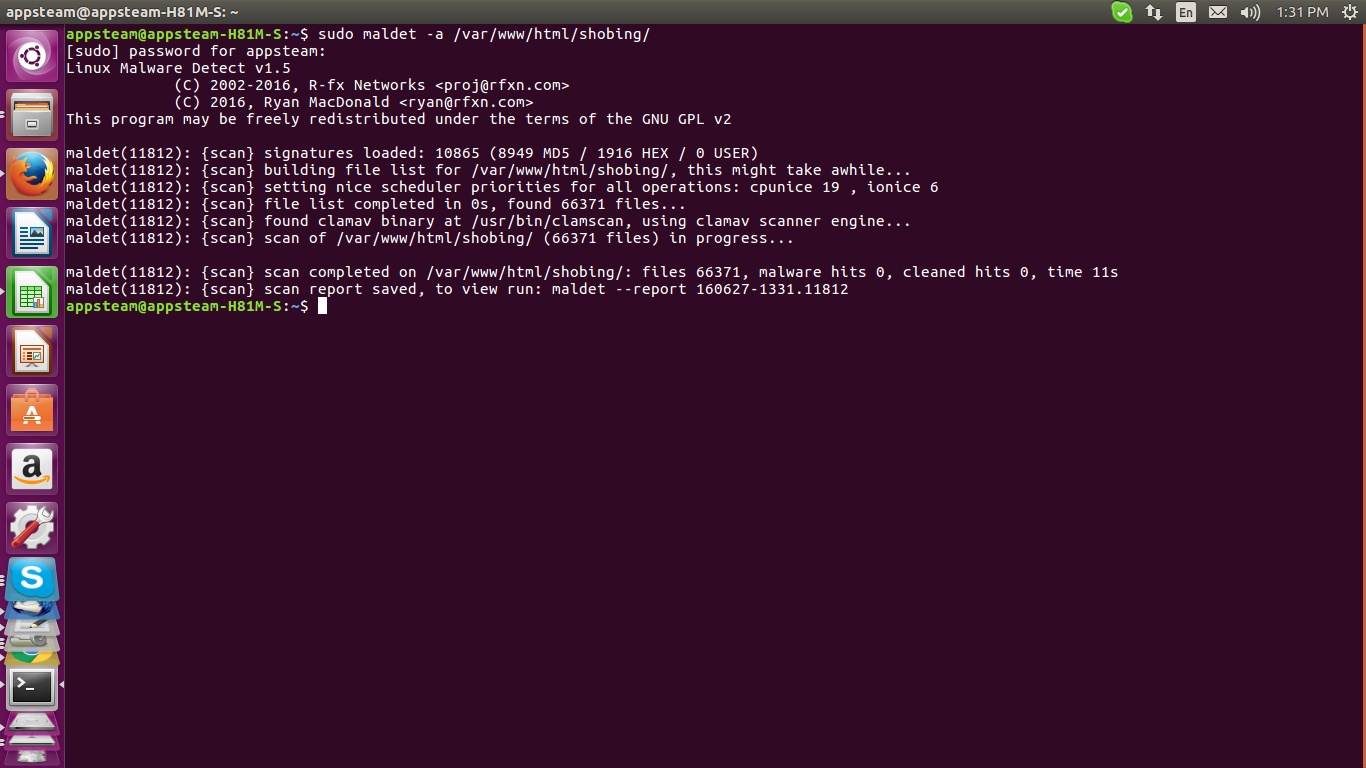 appsteam@appsteam-H81M-S: ~
En
1:31 PM
appsteam@appsteam-H81M-S:~$ sudo maldet -a /var/www/html/shobing/
[sudo] password for appsteam:
Linux Malware Detect v1.5
(C) 2002-2016, R-fx Networks <proj@rfxn.com>
(C) 2016, Ryan MacDonald <ryan@rfxn.com>
This program may be freely redistributed under the terms of the GNU GPL v2
maldet(11812): {scan} signatures loaded: 10865 (8949 MD5 / 1916 HEX / 0 USER)
maldet(11812): {scan} building file list for /var/www/html/shobing/, this might take awhile...
maldet(11812): {scan} setting nice scheduler priorities for all operations: cpunice 19 , ionice 6
maldet(11812): {scan} file list completed in 0s, found 66371 files...
maldet(11812): {scan} found clamav binary at /usr/bin/clamscan, using clamav scanner engine...
maldet(11812): {scan} scan of /var/www/html/shobing/ (66371 files) in progress...
maldet(11812): {scan} scan completed on /var/www/html/shobing/: files 66371, malware hits 0, cleaned hits 0, time 11s
maldet(11812): {scan} scan report saved, to view run: maldet --report 160627-1331.11812
appsteam@appsteam-H81M-S:~$